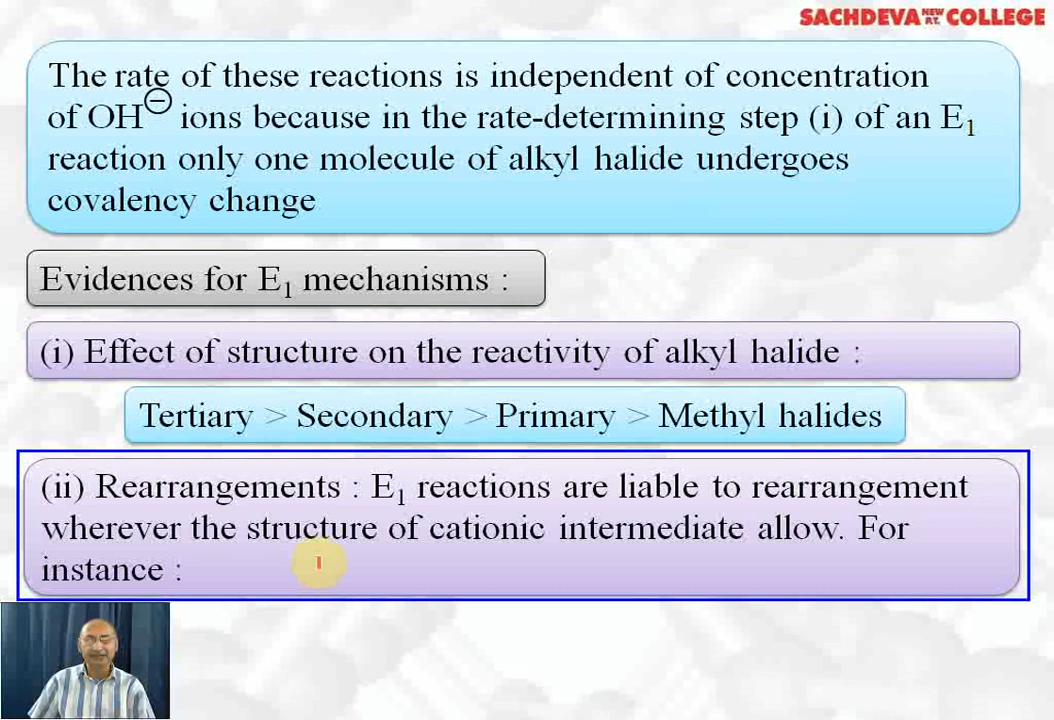 SACHDEVA NEW P.T. COLLEGE
The rate of these reactions is independent of concentration
of OH⊖ ions because in the rate-determining step (i) of an E₁
reaction only one molecule of alkyl halide undergoes
covalency change
Evidences for E₁ mechanisms :
(i) Effect of structure on the reactivity of alkyl halide :
Tertiary > Secondary > Primary > Methyl halides
(ii) Rearrangements : E₁ reactions are liable to rearrangement
wherever the structure of cationic intermediate allow. For
instance :